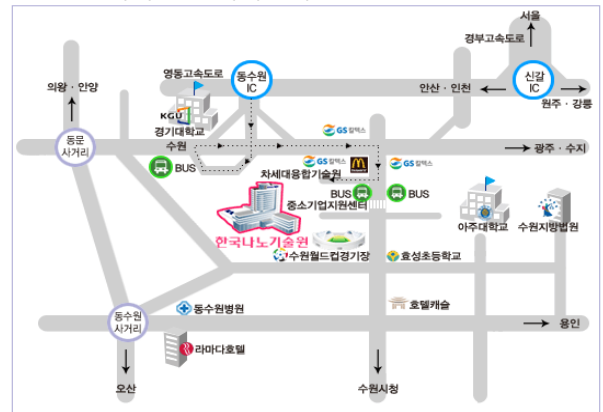 서울
경부고속도로
영동고속도로
동수원
IC
신갈
IC
의왕 · 안양
안산 · 인천
원주 · 강릉
KGU
경기대학교
수원
동문
사거리
GS 칼텍스
광주 · 수지
BUS
GS 칼텍스
GS 칼텍스
차세대융합기술원
BUS
BUS
중소기업지원센터
한국나노기술원
아주대학교
수원지방법원
수원월드컵경기장
효성초등학교
동수원병원
호텔캐슬
동수원
사거리
용인
라마다호텔
오산
수원시청